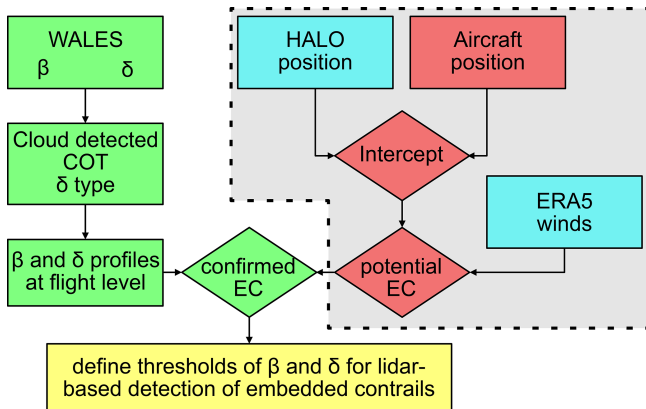 WALES
β δ
HALO
position
Aircraft
position
Cloud detected
COT
δ type
Intercept
ERA5
winds
β and δ profiles
at flight level
confirmed
EC
potential
EC
define thresholds of β and δ for lidar-
based detection of embedded contrails